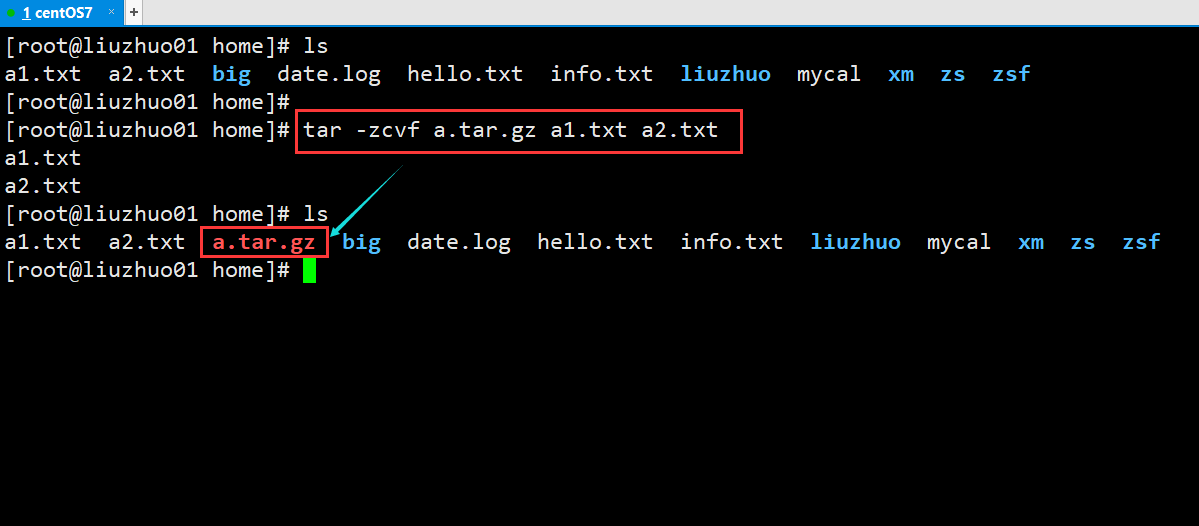 1 centOS7 × +
[root@liuzhuo01 home]# ls
a1.txt  a2.txt  big  date.log  hello.txt  info.txt  liuzhuo  mycal  xm  zs  zsf
[root@liuzhuo01 home]#
[root@liuzhuo01 home]# tar -zcvf a.tar.gz a1.txt a2.txt
a1.txt
a2.txt
[root@liuzhuo01 home]# ls
a1.txt  a2.txt  a.tar.gz  big  date.log  hello.txt  info.txt  liuzhuo  mycal  xm  zs  zsf
[root@liuzhuo01 home]#